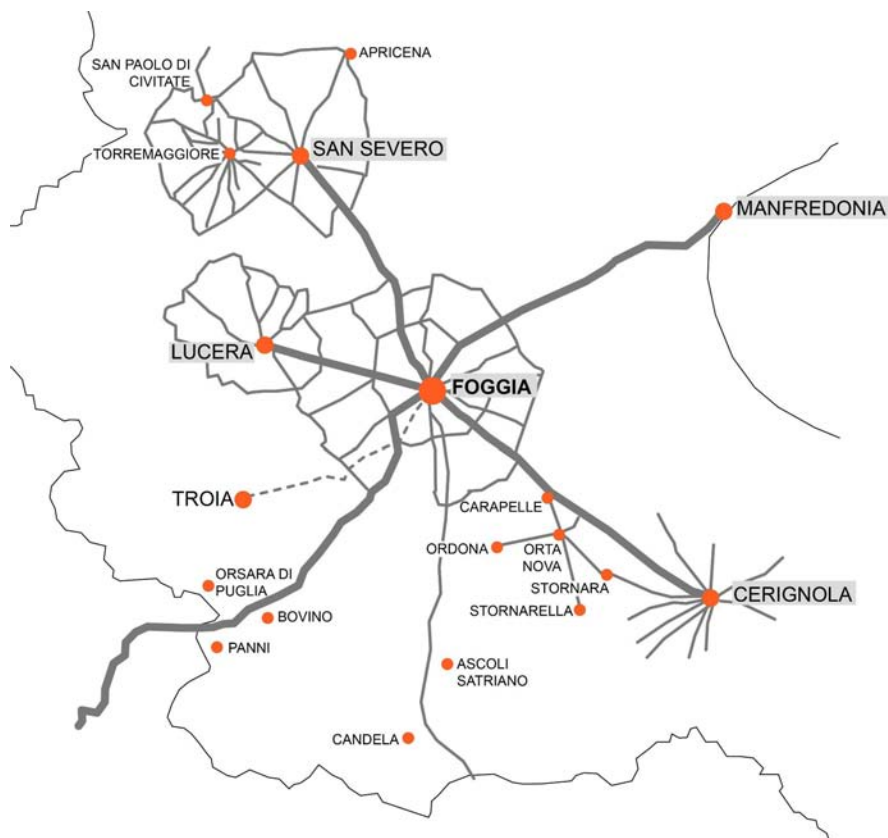 APRICENA
SAN PAOLO DI
CIVITATE
TORREMAGGIORE
SAN SEVERO
MANFREDONIA
LUCERA
FOGGIA
TROIA
CARAPELLE
ORDONA
ORTA
NOVA
STORNARA
STORNARELLA
CERIGNOLA
ORSARA DI
PUGLIA
BOVINO
PANNI
ASCOLI
SATRIANO
CANDELA